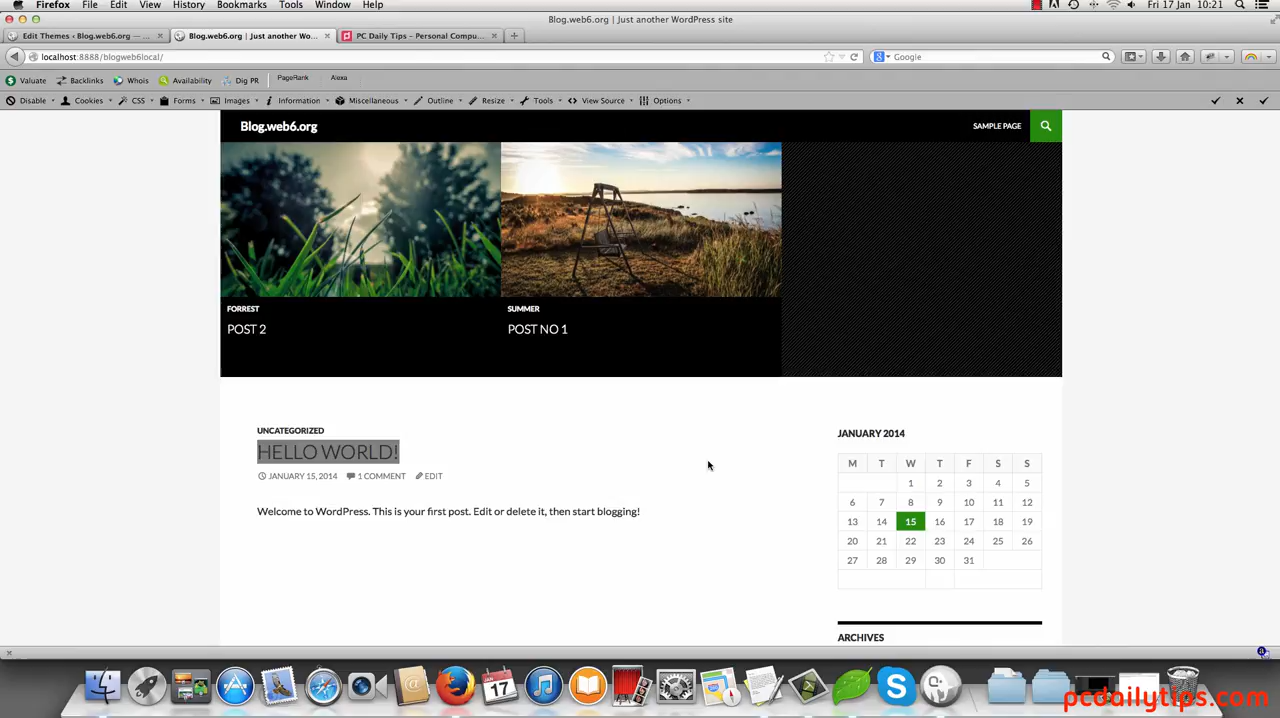 Firefox File Edit View History Bookmarks Tools Window Help Fri 17 Jan 10:21
Blog.web6.org | Just another WordPress site
Edit Themes ‹ Blog.web6.org — ... Blog.web6.org | Just another Wo... PC Daily Tips – Personal Compu...
localhost:8888/blogweb6local/ Google
Valuate Backlinks Whois Availability Dig PR PageRank Alexa
Disable Cookies CSS Forms Images Information Miscellaneous Outline Resize Tools View Source Options
Blog.web6.org SAMPLE PAGE
FORREST SUMMER
POST 2 POST NO 1
UNCATEGORIZED
HELLO WORLD!
JANUARY 15, 2014 1 COMMENT EDIT
Welcome to WordPress. This is your first post. Edit or delete it, then start blogging!
JANUARY 2014
M T W T F S S
1 2 3 4 5
6 7 8 9 10 11 12
13 14 15 16 17 18 19
20 21 22 23 24 25 26
27 28 29 30 31
ARCHIVES
17
pcdailytips.com